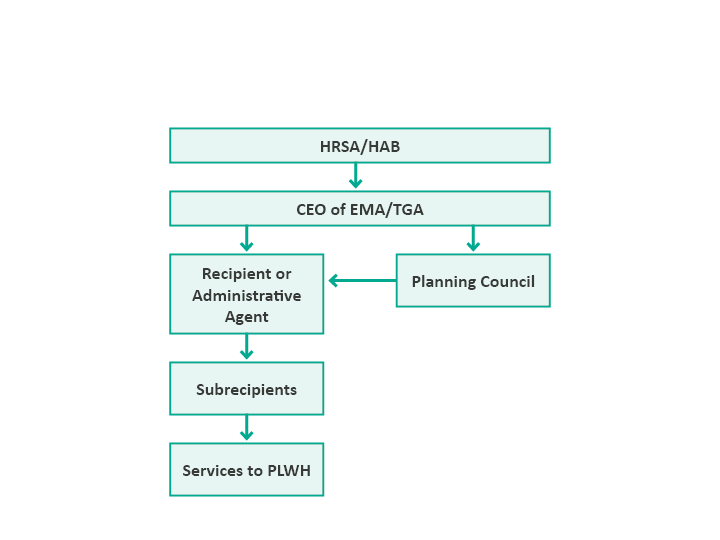 HRSA/HAB
CEO of EMA/TGA
Recipient or
Administrative
Agent
Planning Council
Subrecipients
Services to PLWH